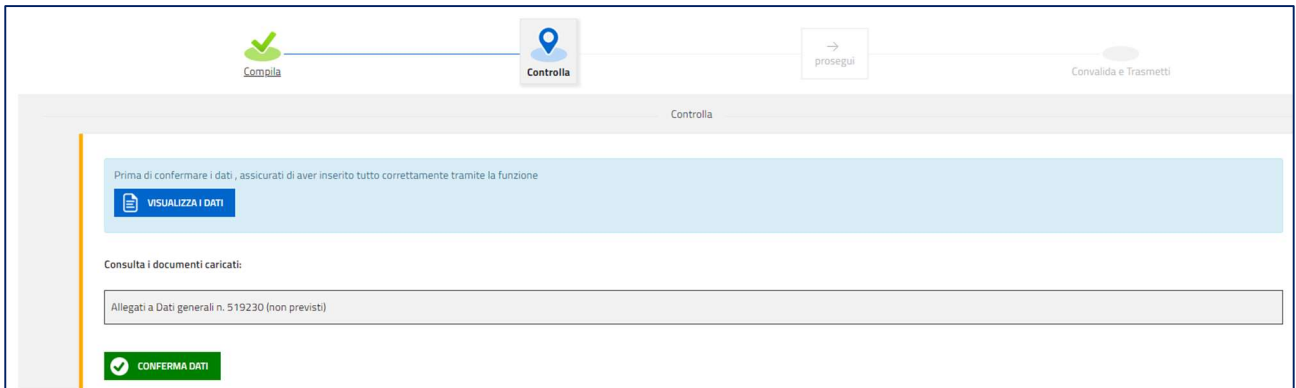 Compila
Controlla
prosegui
Convalida e Trasmetti
Controlla
Prima di confermare i dati , assicurati di aver inserito tutto correttamente tramite la funzione
VISUALIZZA I DATI
Consulta i documenti caricati:
Allegati a Dati generali n. 519230 (non previsti)
CONFERMA DATI